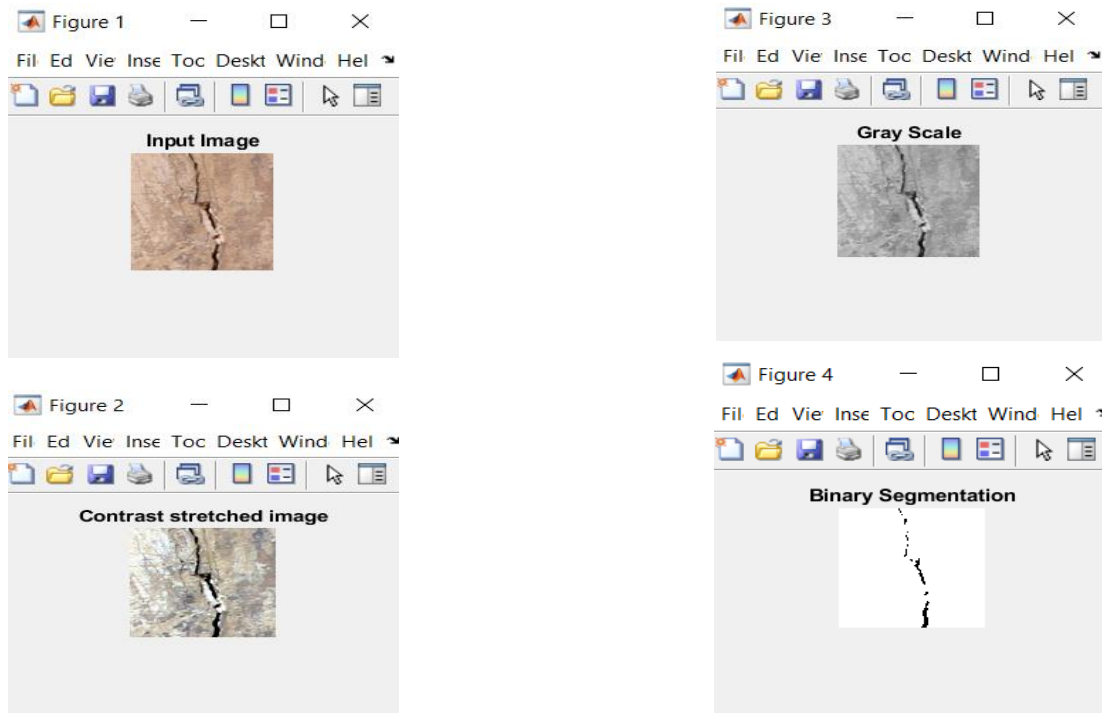 Figure 1
Fil Ed Vie Inse Toc Deskt Wind Hel
Input Image
Figure 3
Fil Ed Vie Inse Toc Deskt Wind Hel
Gray Scale
Figure 2
Fil Ed Vie Inse Toc Deskt Wind Hel
Contrast stretched image
Figure 4
Fil Ed Vie Inse Toc Deskt Wind Hel
Binary Segmentation